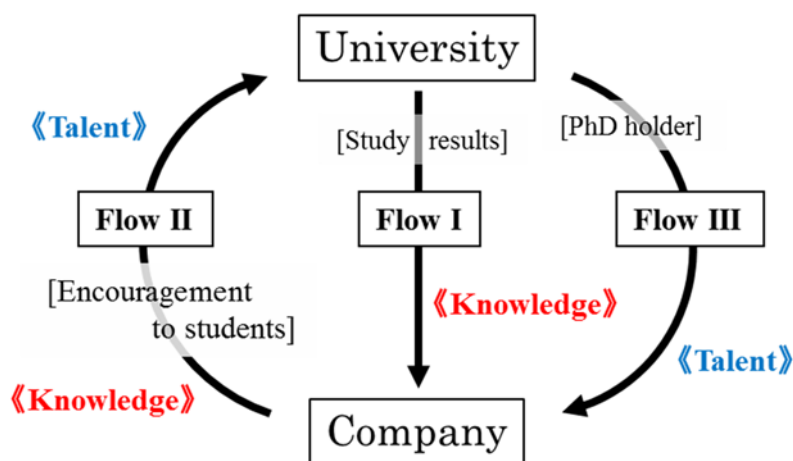 University
《Talent》
[Study results]
[PhD holder]
Flow II
Flow I
Flow III
[Encouragement
to students]
《Knowledge》
《Talent》
《Knowledge》
Company